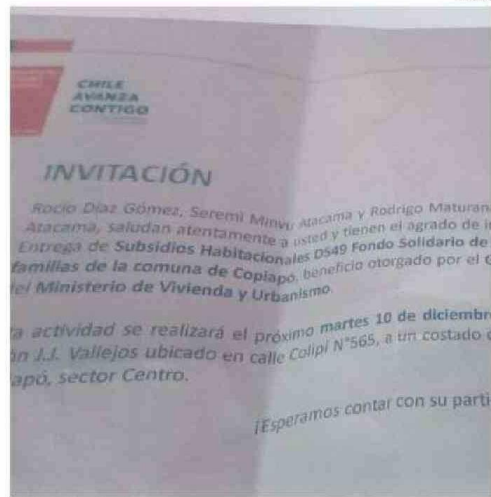 CHILE
AVANZA
CONTIGO
INVITACIÓN
Rocío Díaz Gómez, Seremi Minvu Atacama y Rodrigo Maturan
Atacama, saludan atentamente a usted y tienen el agrado de i
Entrega de Subsidios Habitacionales DS49 Fondo Solidario de
familias de la comuna de Copiapó, beneficio otorgado por el
del Ministerio de Vivienda y Urbanismo.
a actividad se realizará el próximo martes 10 de diciembre
ón J.J. Vallejos ubicado en calle Colipí N°565, a un costado
apó, sector Centro.
¡Esperamos contar con su parti